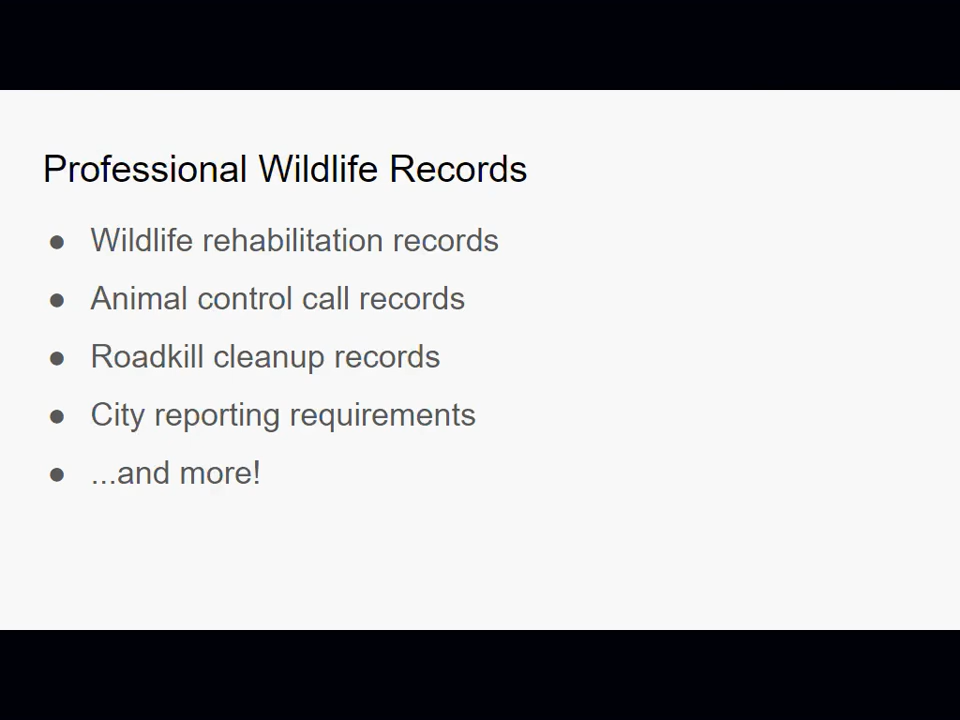 Professional Wildlife Records
● Wildlife rehabilitation records
● Animal control call records
● Roadkill cleanup records
● City reporting requirements
● ...and more!